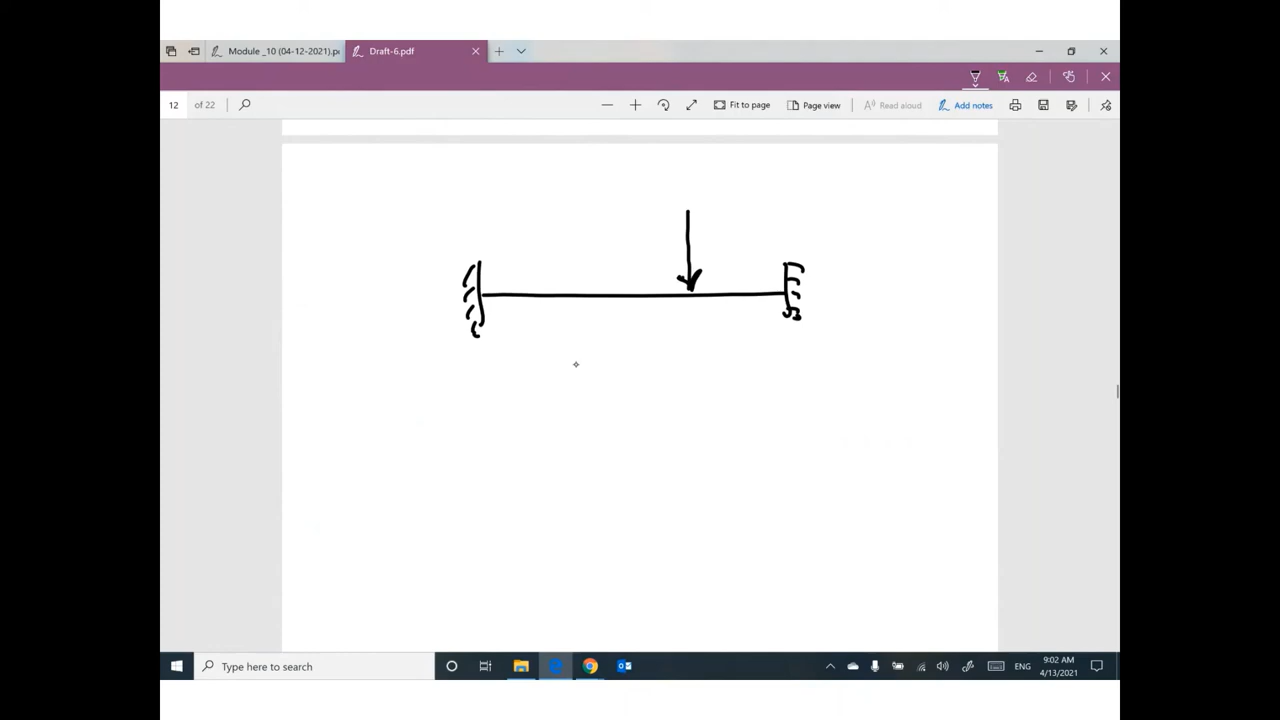 Module _10 (04-12-2021).p
Draft-6.pdf
12 of 22
Fit to page
Page view
Read aloud
Add notes
Type here to search
ENG
9:02 AM
4/13/2021